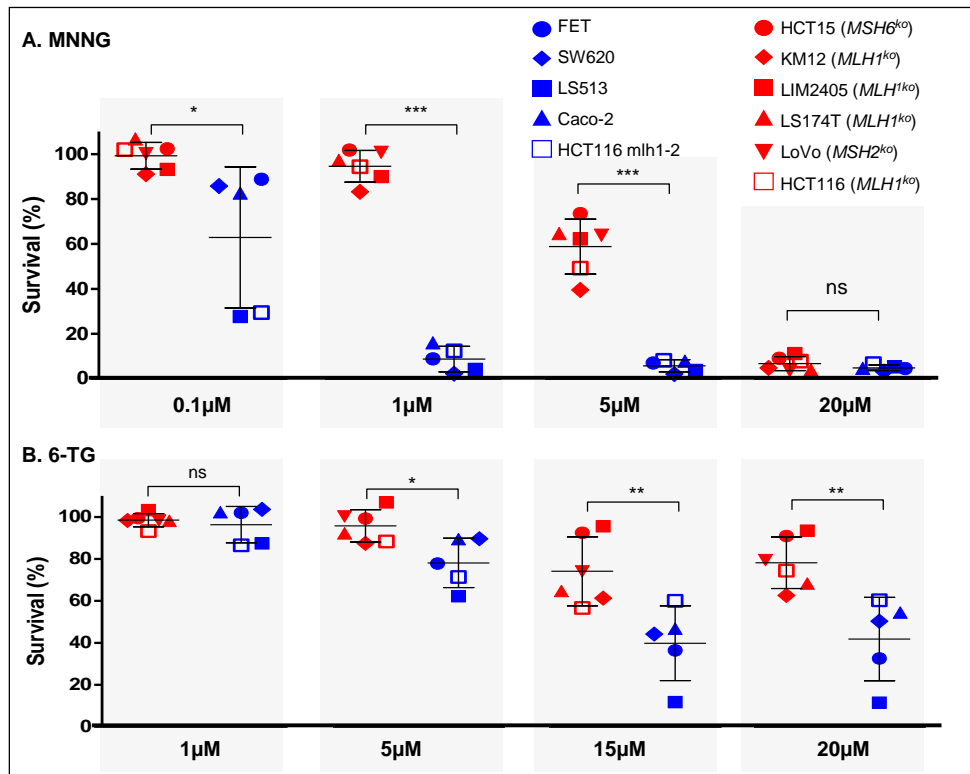 A. MNNG
FET
SW620
LS513
Caco-2
HCT116 mlh1-2
HCT15 (MSH6ko)
KM12 (MLH1ko)
LIM2405 (MLH1ko)
LS174T (MLH1ko)
LoVo (MSH2ko)
HCT116 (MLH1ko)
Survival (%)
100
80
60
40
20
0
*
***
***
ns
0.1µM
1µM
5µM
20µM
B. 6-TG
Survival (%)
100
80
60
40
20
0
ns
*
**
**
1µM
5µM
15µM
20µM